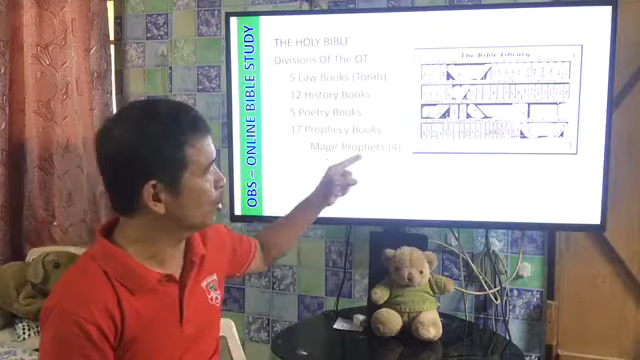 OBS – ONLINE BIBLE STUDY
THE HOLY BIBLE
Divisions Of the OT
5 Law Books (Torah)
12 History Books
5 Poetry Books
17 Prophecy Books
Major Prophets (4)
The Bible Library